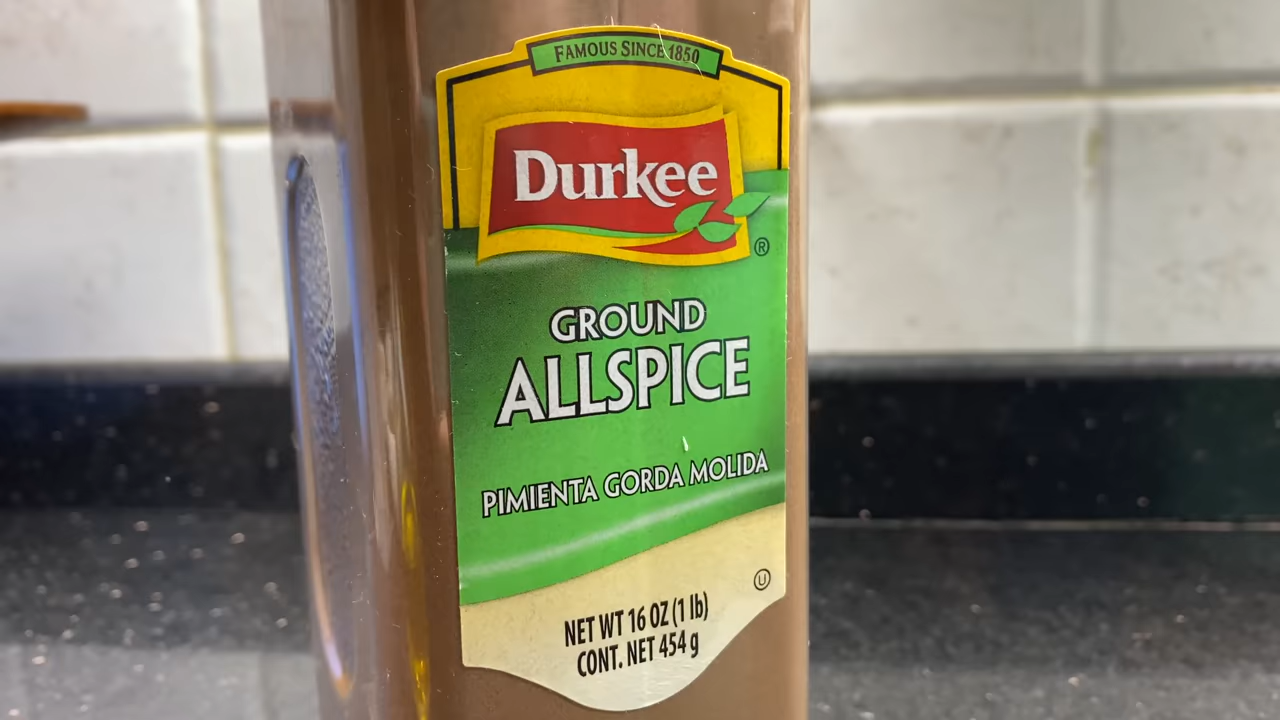 FAMOUS SINCE 1850
Durkee
®
GROUND
ALLSPICE
PIMIENTA GORDA MOLIDA
U
NET WT 16 OZ (1 lb)
CONT. NET 454 g